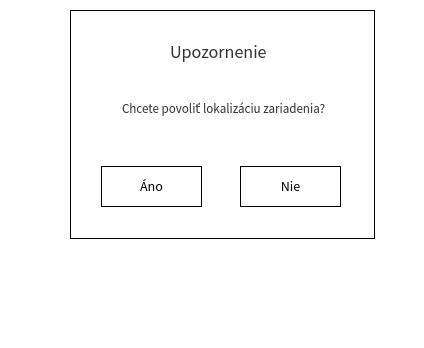 Upozornenie
Chcete povoliť lokalizáciu zariadenia?
Áno
Nie